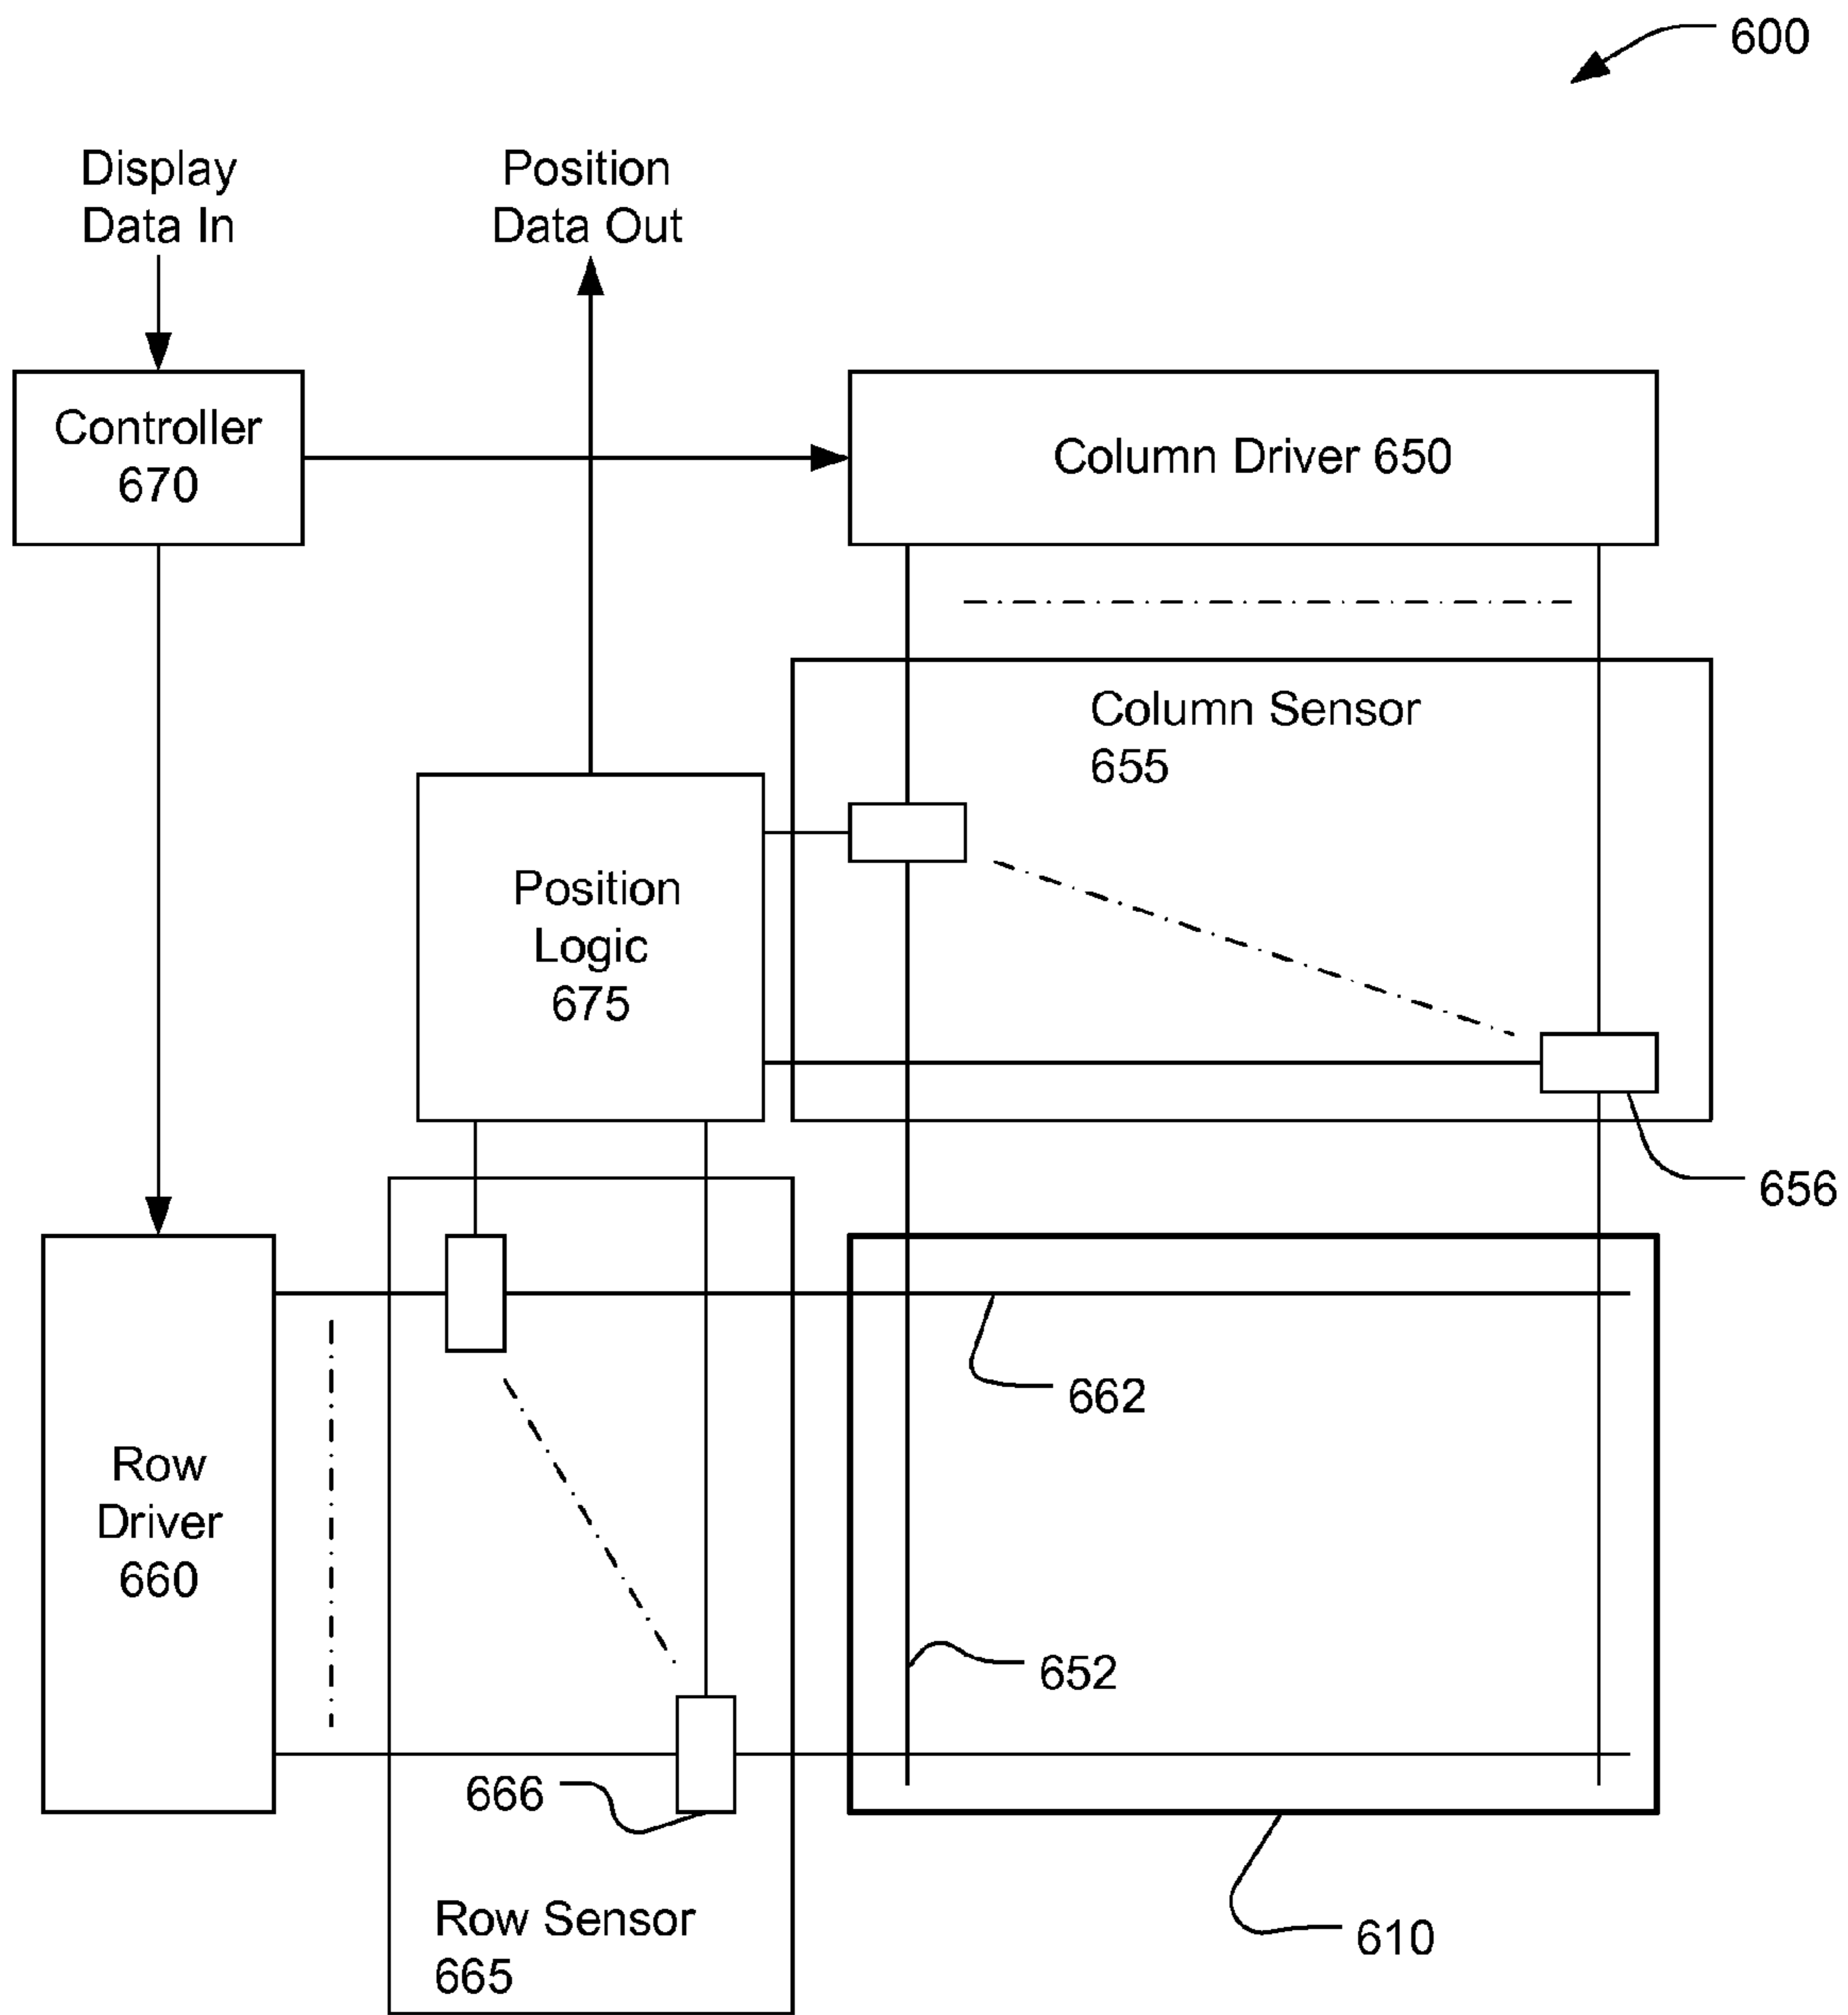 600
Display
Data In
Position
Data Out
Controller
670
Column Driver 650
Column Sensor
655
Position
Logic
675
656
662
Row
Driver
660
652
666
Row Sensor
665
610